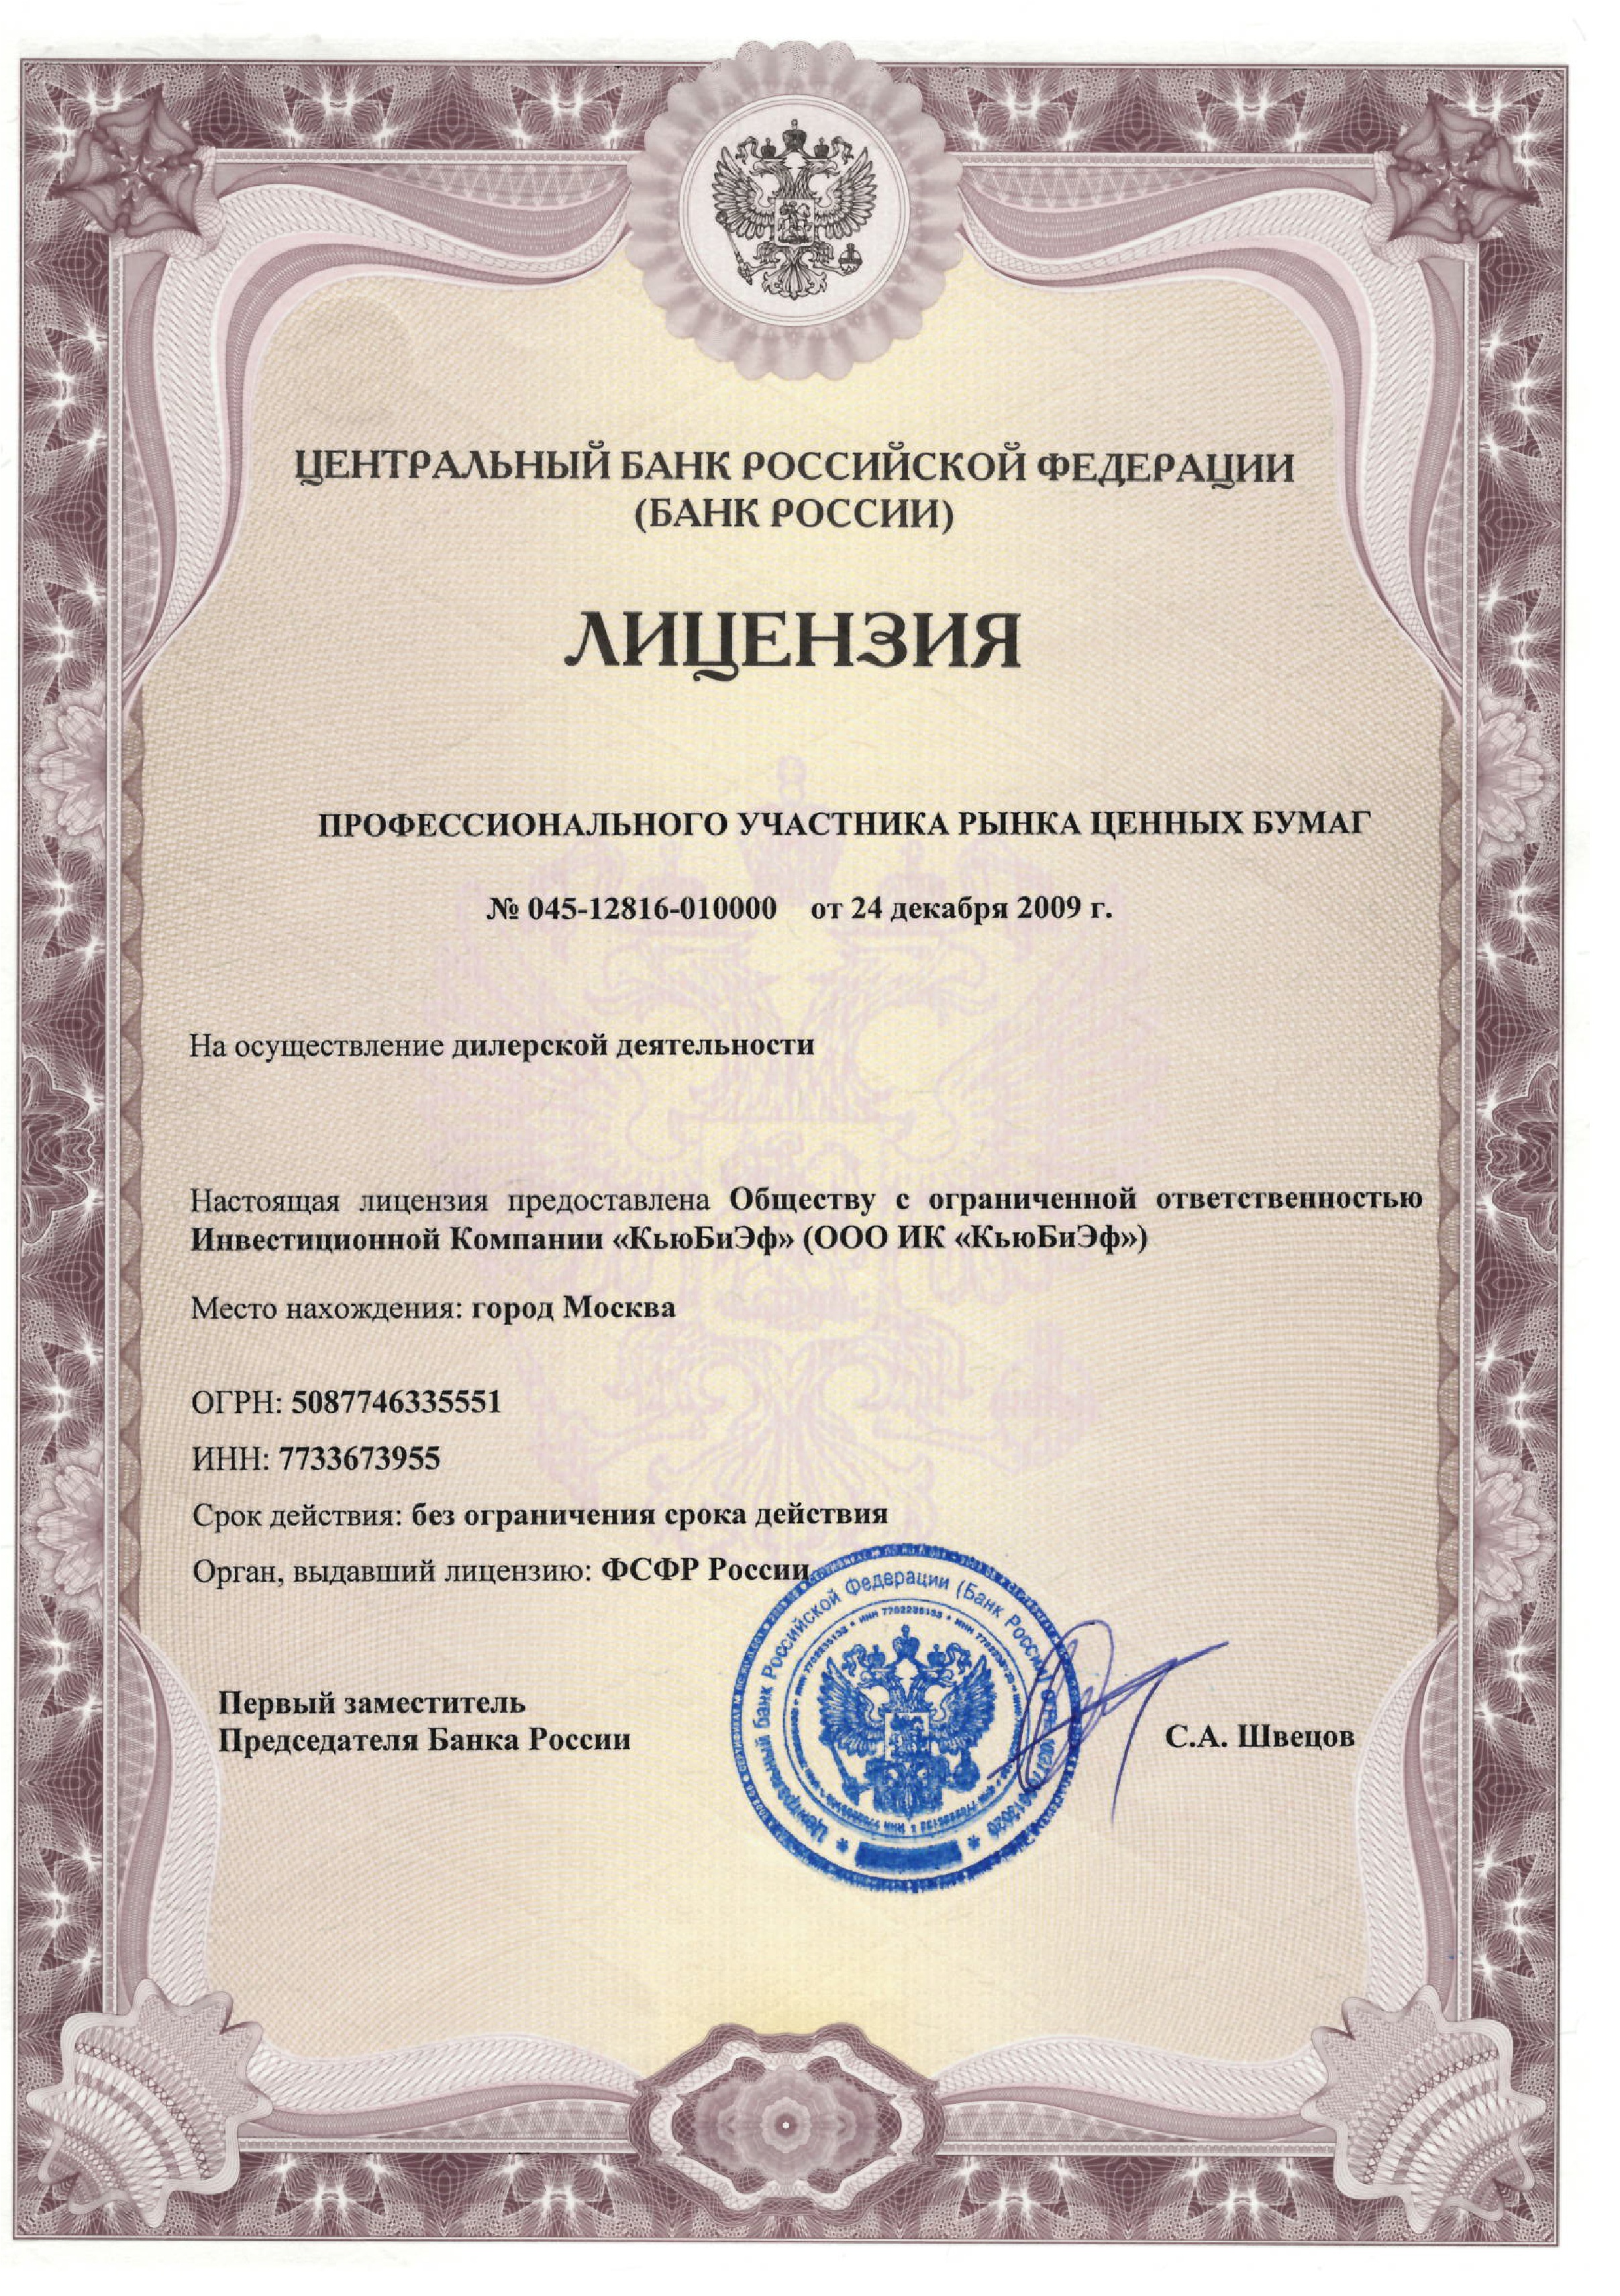 ЦЕНТРАЛЬНЫЙ БАНК РОССИЙСКОЙ ФЕДЕРАЦИИ
(БАНК РОССИИ)
ЛИЦЕНЗИЯ
ПРОФЕССИОНАЛЬНОГО УЧАСТНИКА РЫНКА ЦЕННЫХ БУМАГ
№ 045-12816-010000 от 24 декабря 2009 г.
На осуществление дилерской деятельности
Настоящая лицензия предоставлена Обществу с ограниченной ответственностью
Инвестиционной Компании «КьюБиЭф» (ООО ИК «КьюБиЭф»)
Место нахождения: город Москва
ОГРН: 5087746335551
ИНН: 7733673955
Срок действия: без ограничения срока действия
Орган, выдавший лицензию: ФСФР России
Центральный банк Российской Федерации (Банк России)
ИНН 7702235133
Первый заместитель
Председателя Банка России
С.А. Швецов